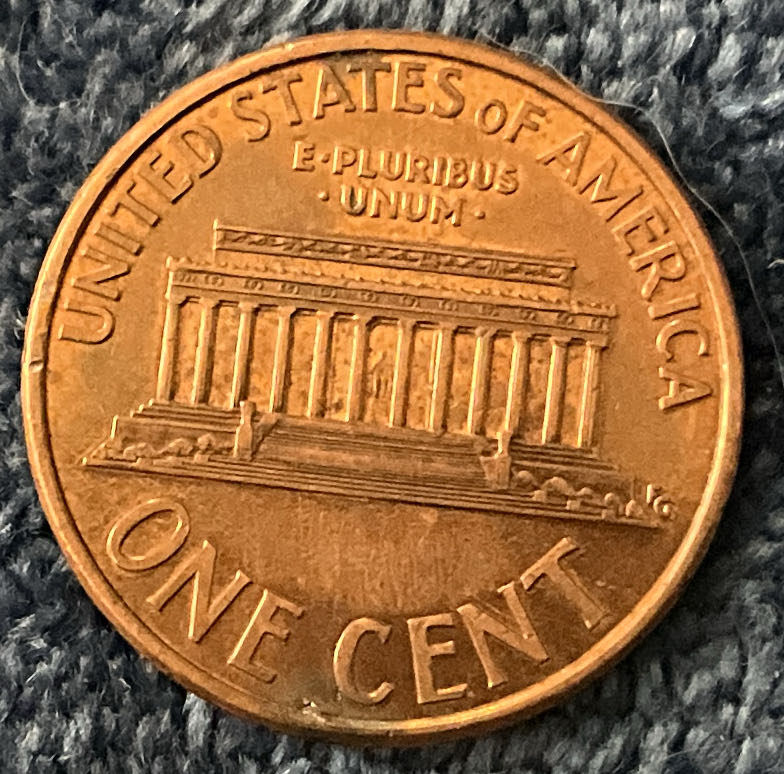 UNITED STATES OF AMERICA
E·PLURIBUS
·UNUM·
FG
ONE CENT